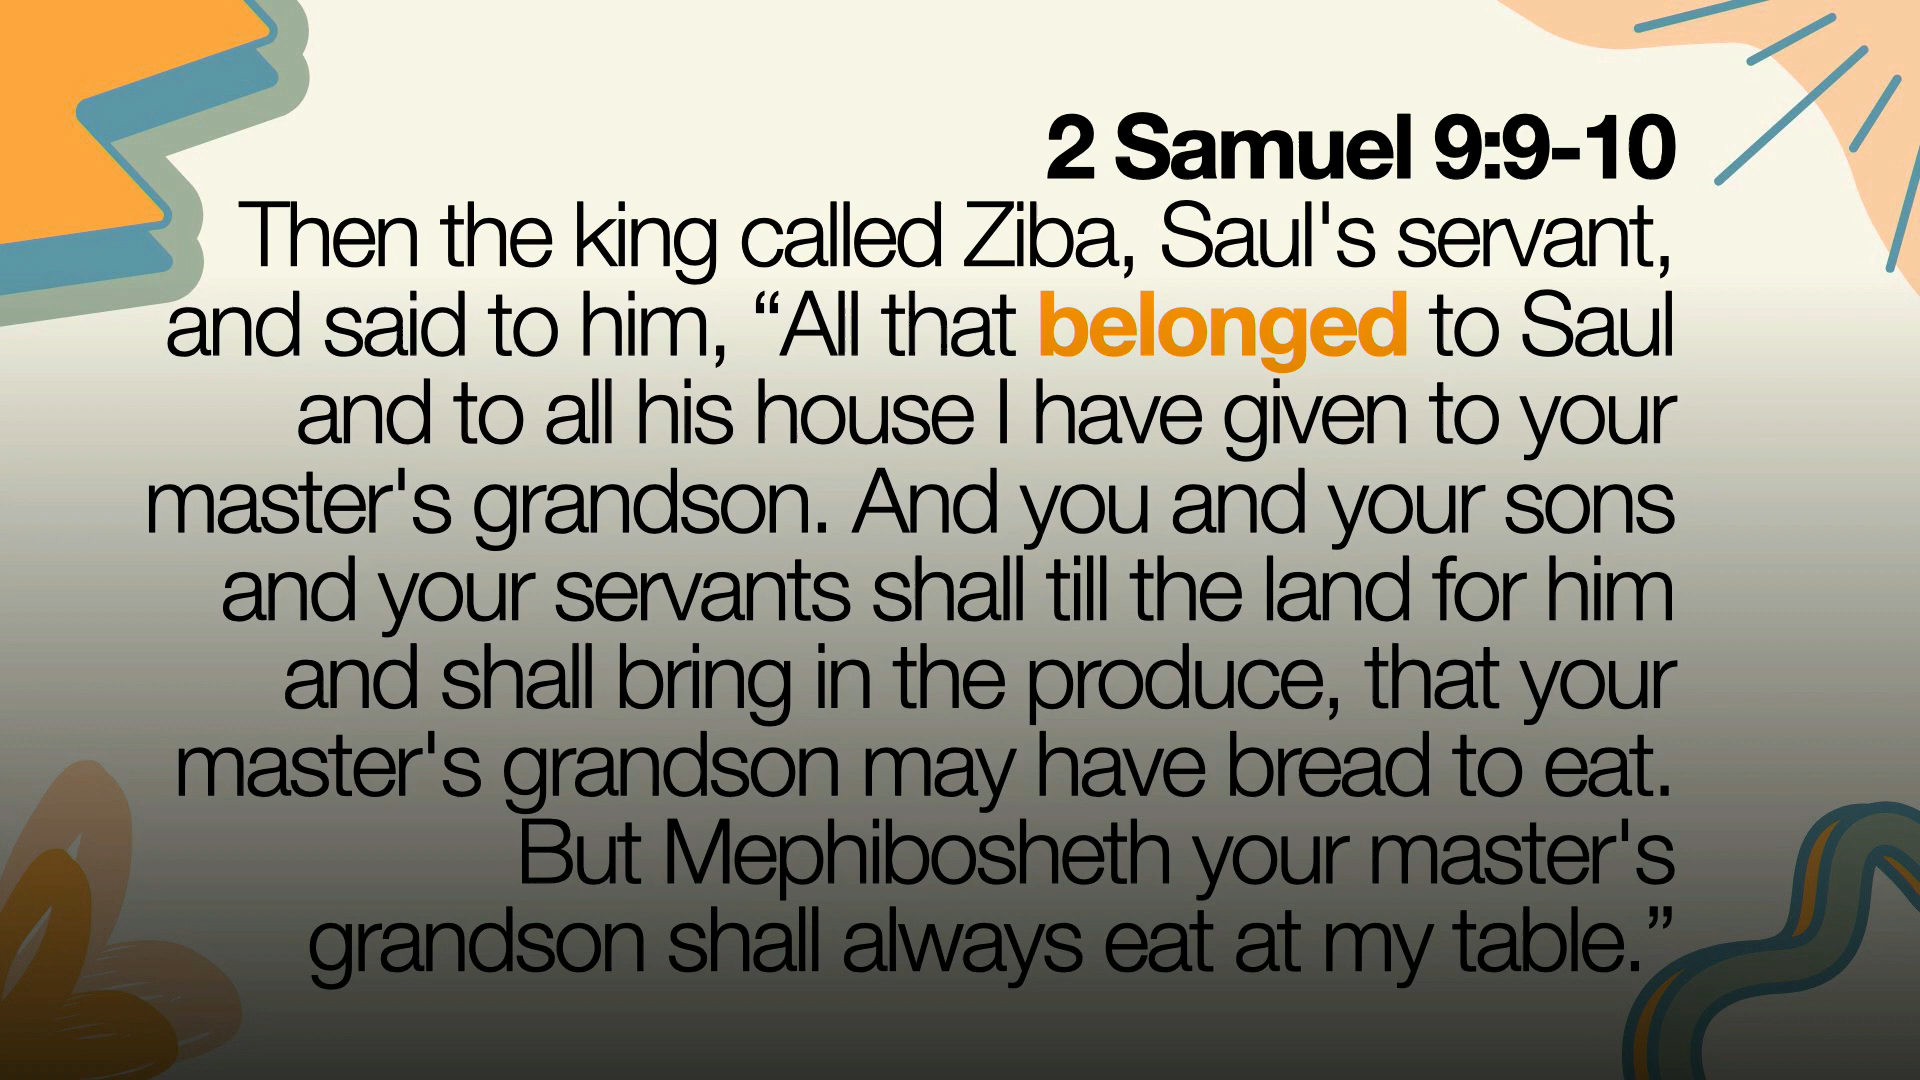 2 Samuel 9:9-10
Then the king called Ziba, Saul's servant,
and said to him, “All that belonged to Saul
and to all his house I have given to your
master's grandson. And you and your sons
and your servants shall till the land for him
and shall bring in the produce, that your
master's grandson may have bread to eat.
But Mephibosheth your master's
grandson shall always eat at my table.”